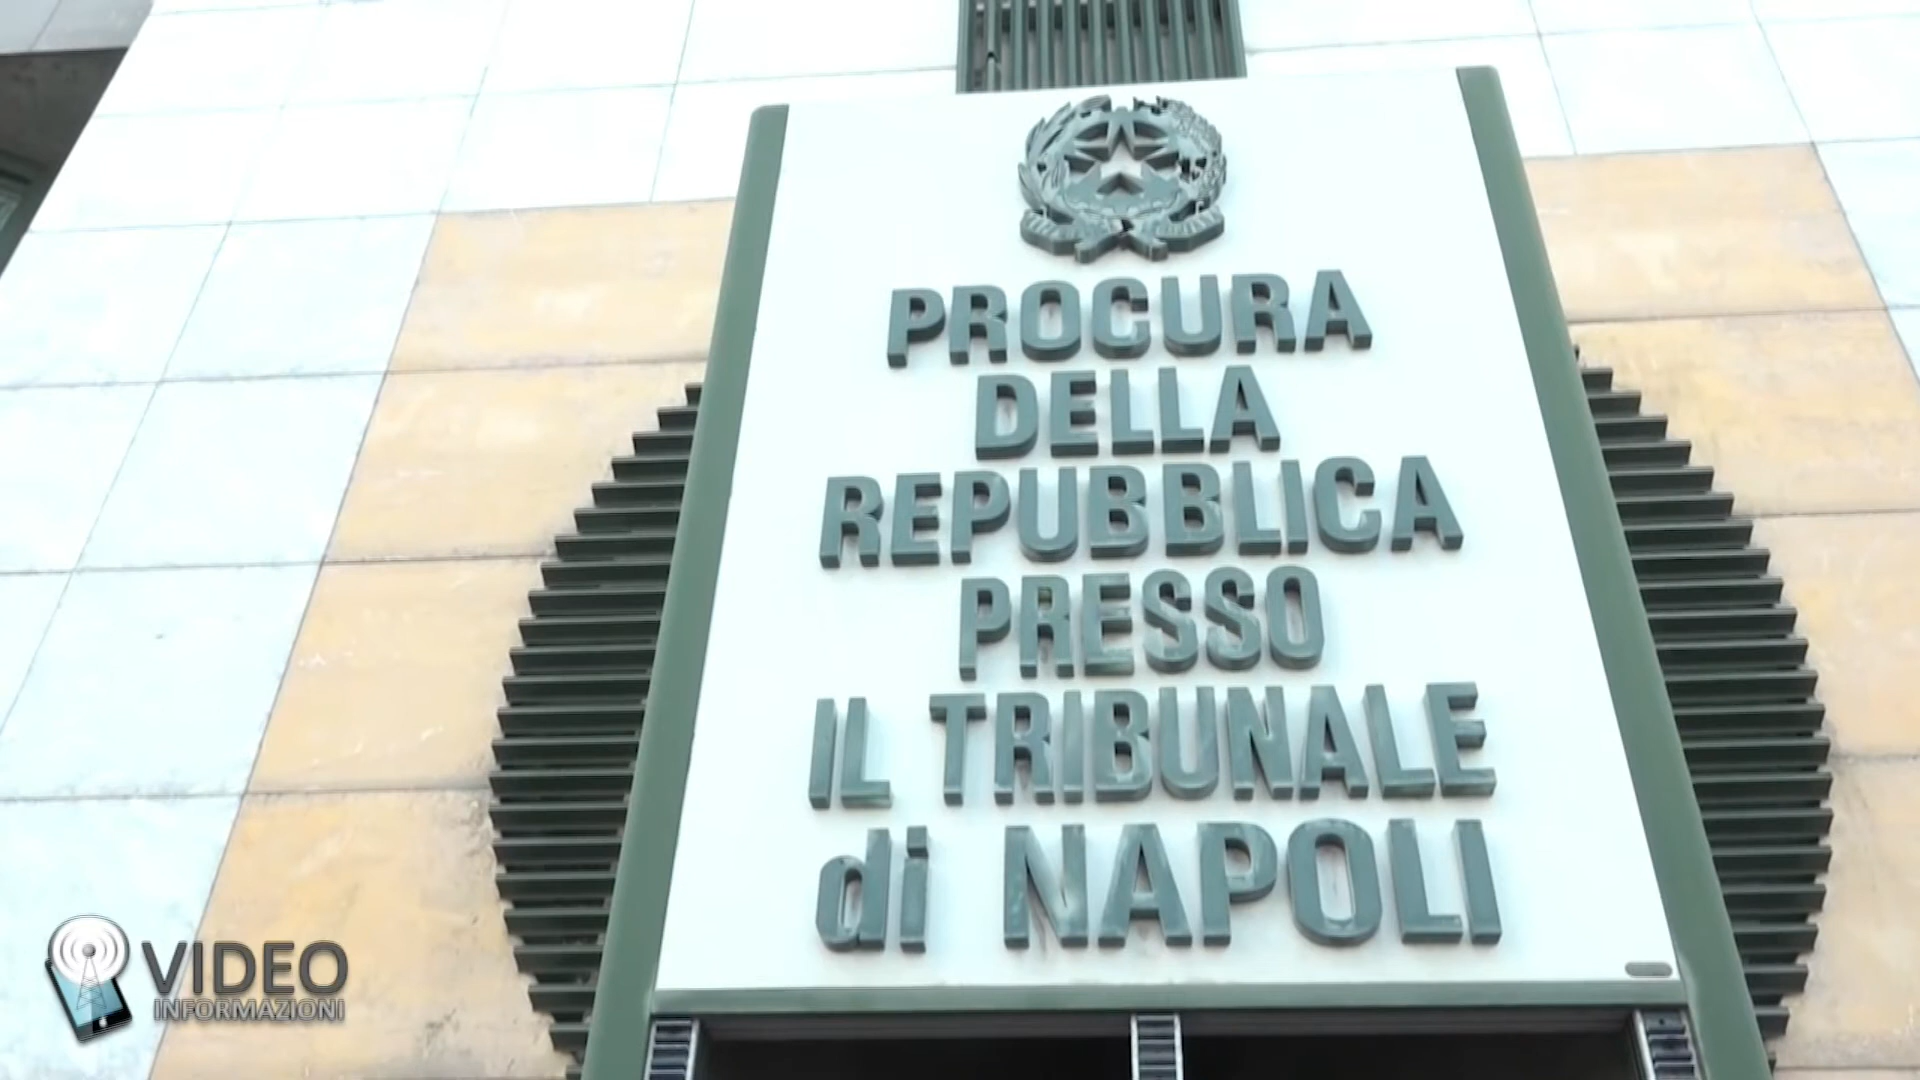 PROCURA
DELLA
REPUBBLICA
PRESSO
IL TRIBUNALE
di NAPOLI
VIDEO
INFORMAZIONI